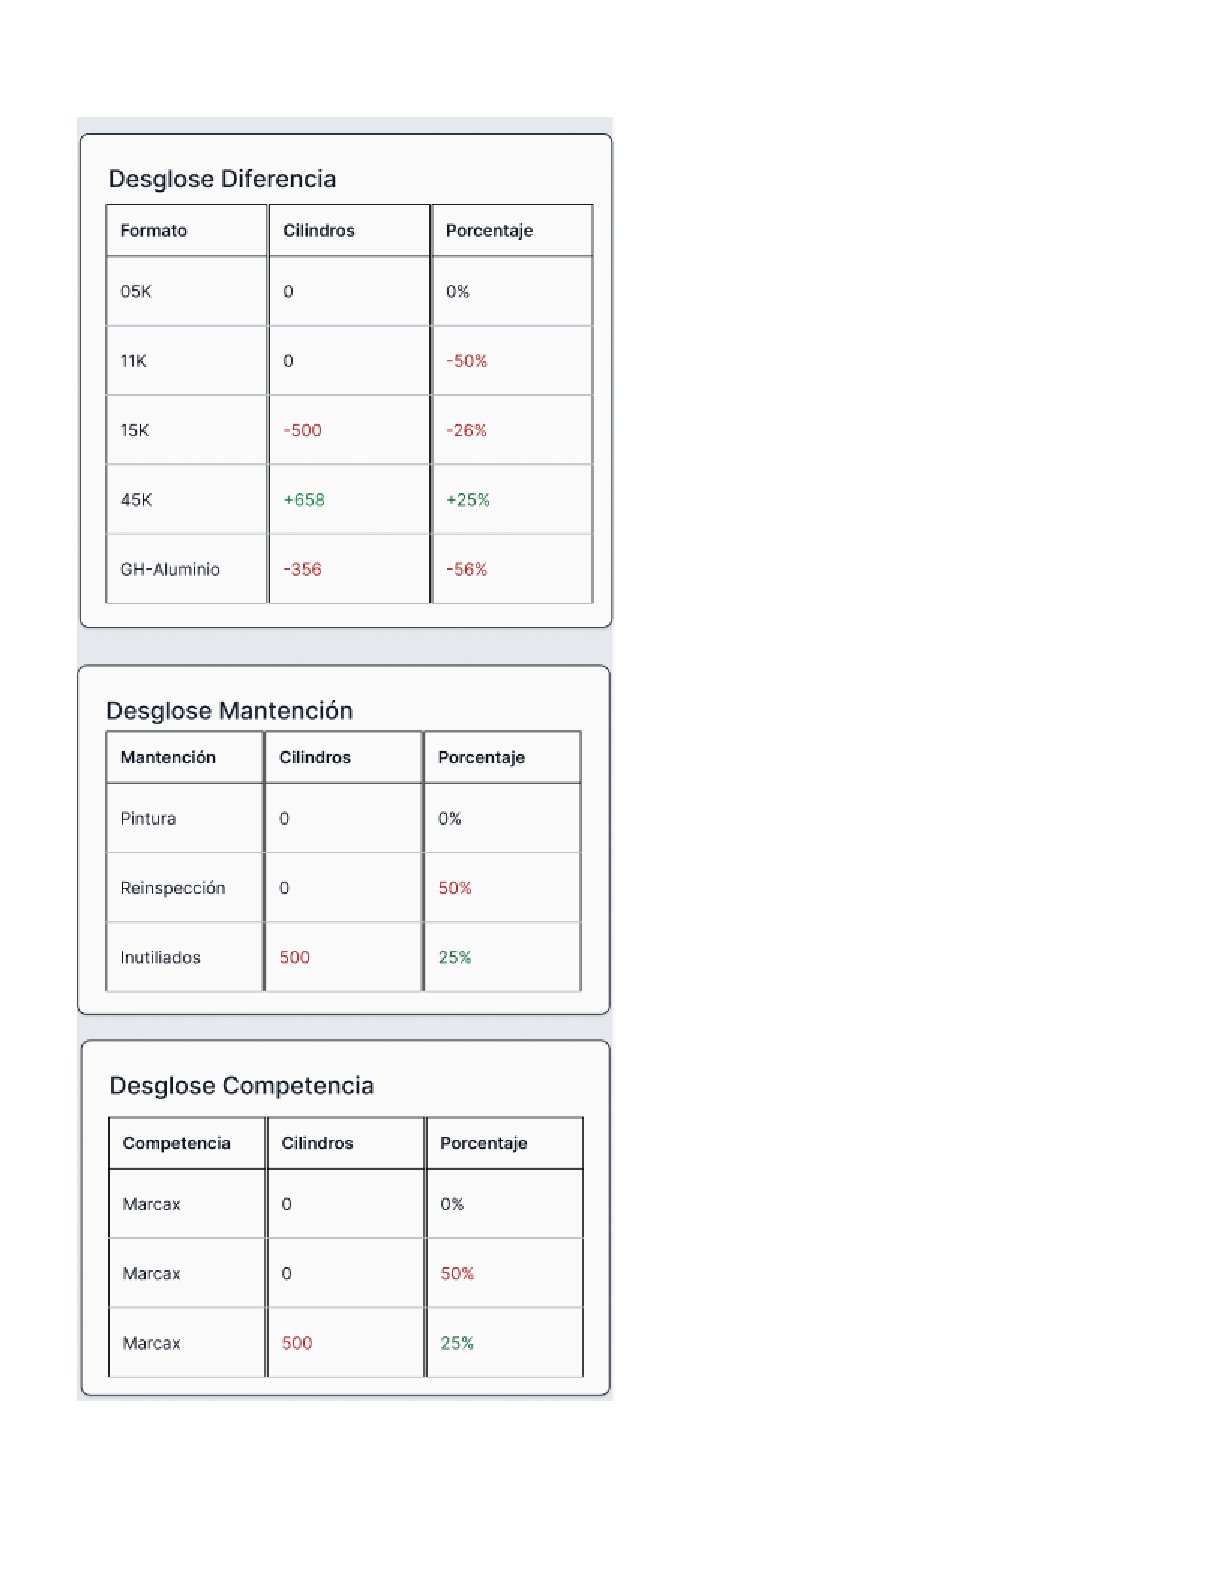 Desglose Diferencia
Formato Cilindros Porcentaje
05K 0 0%
11K 0 -50%
15K -500 -26%
45K +658 +25%
GH-Aluminio -356 -56%
Desglose Mantención
Mantención Cilindros Porcentaje
Pintura 0 0%
Reinspección 0 50%
Inutiliados 500 25%
Desglose Competencia
Competencia Cilindros Porcentaje
Marcax 0 0%
Marcax 0 50%
Marcax 500 25%